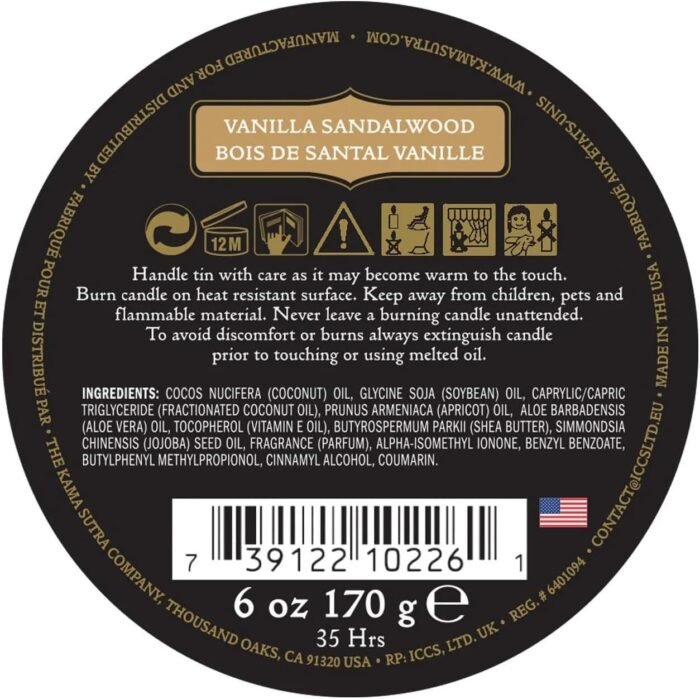 VANILLA SANDALWOOD
BOIS DE SANTAL VANILLE
12 M
Handle tin with care as it may become warm to the touch.
Burn candle on heat resistant surface. Keep away from children, pets and
flammable material. Never leave a burning candle unattended.
To avoid discomfort or burns always extinguish candle
prior to touching or using melted oil.
INGREDIENTS: COCOS NUCIFERA (COCONUT) OIL, GLYCINE SOJA (SOYBEAN) OIL, CAPRYLIC/CAPRIC
TRIGLYCERIDE (FRACTIONATED COCONUT OIL), PRUNUS ARMENIACA (APRICOT) OIL, ALOE BARBADENSIS
(ALOE VERA) OIL, TOCOPHEROL (VITAMIN E OIL), BUTYROSPERMUM PARKII (SHEA BUTTER), SIMMONDSIA
CHINENSIS (JOJOBA) SEED OIL, FRAGRANCE (PARFUM), ALPHA-ISOMETHYL IONONE, BENZYL BENZOATE,
BUTYLPHENYL METHYLPROPIONOL, CINNAMYL ALCOHOL, COUMARIN.
7 39122 10226 1
6 oz 170 g ℮
35 Hrs
MANUFACTURED FOR AND DISTRIBUTED BY • FABRIQUÉ POUR ET DISTRIBUÉ PAR • THE KAMA SUTRA COMPANY, THOUSAND OAKS, CA 91320 USA • RP: ICCS, LTD. UK • REG. # 6401094 • CONTACT@ICCSLTD.EU • MADE IN THE USA • FABRIQUÉ AUX ÉTATS-UNIS • WWW.KAMASUTRA.COM •